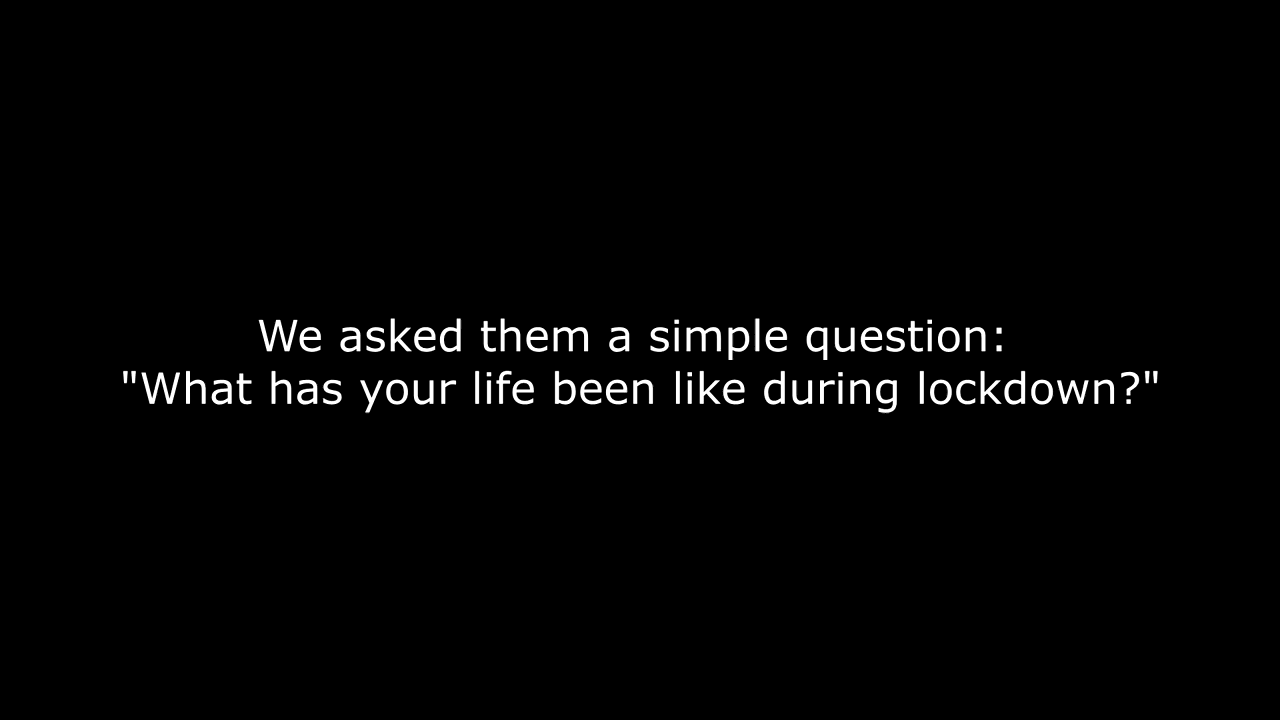 We asked them a simple question:
"What has your life been like during lockdown?"